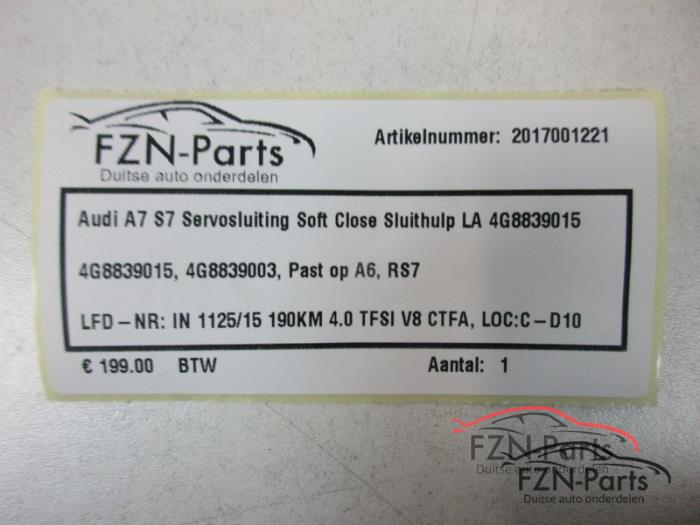 FZN-Parts
Duitse auto onderdelen
Artikelnummer: 2017001221
Audi A7 S7 Servosluiting Soft Close Sluithulp LA 4G8839015
4G8839015, 4G8839003, Past op A6, RS7
LFD-NR: IN 1125/15 190KM 4.0 TFSI V8 CTFA, LOC:C-D10
€ 199.00 BTW
Aantal: 1
FZN-Parts
Duitse auto onderdelen
FZN-Parts
Duitse auto onderdelen